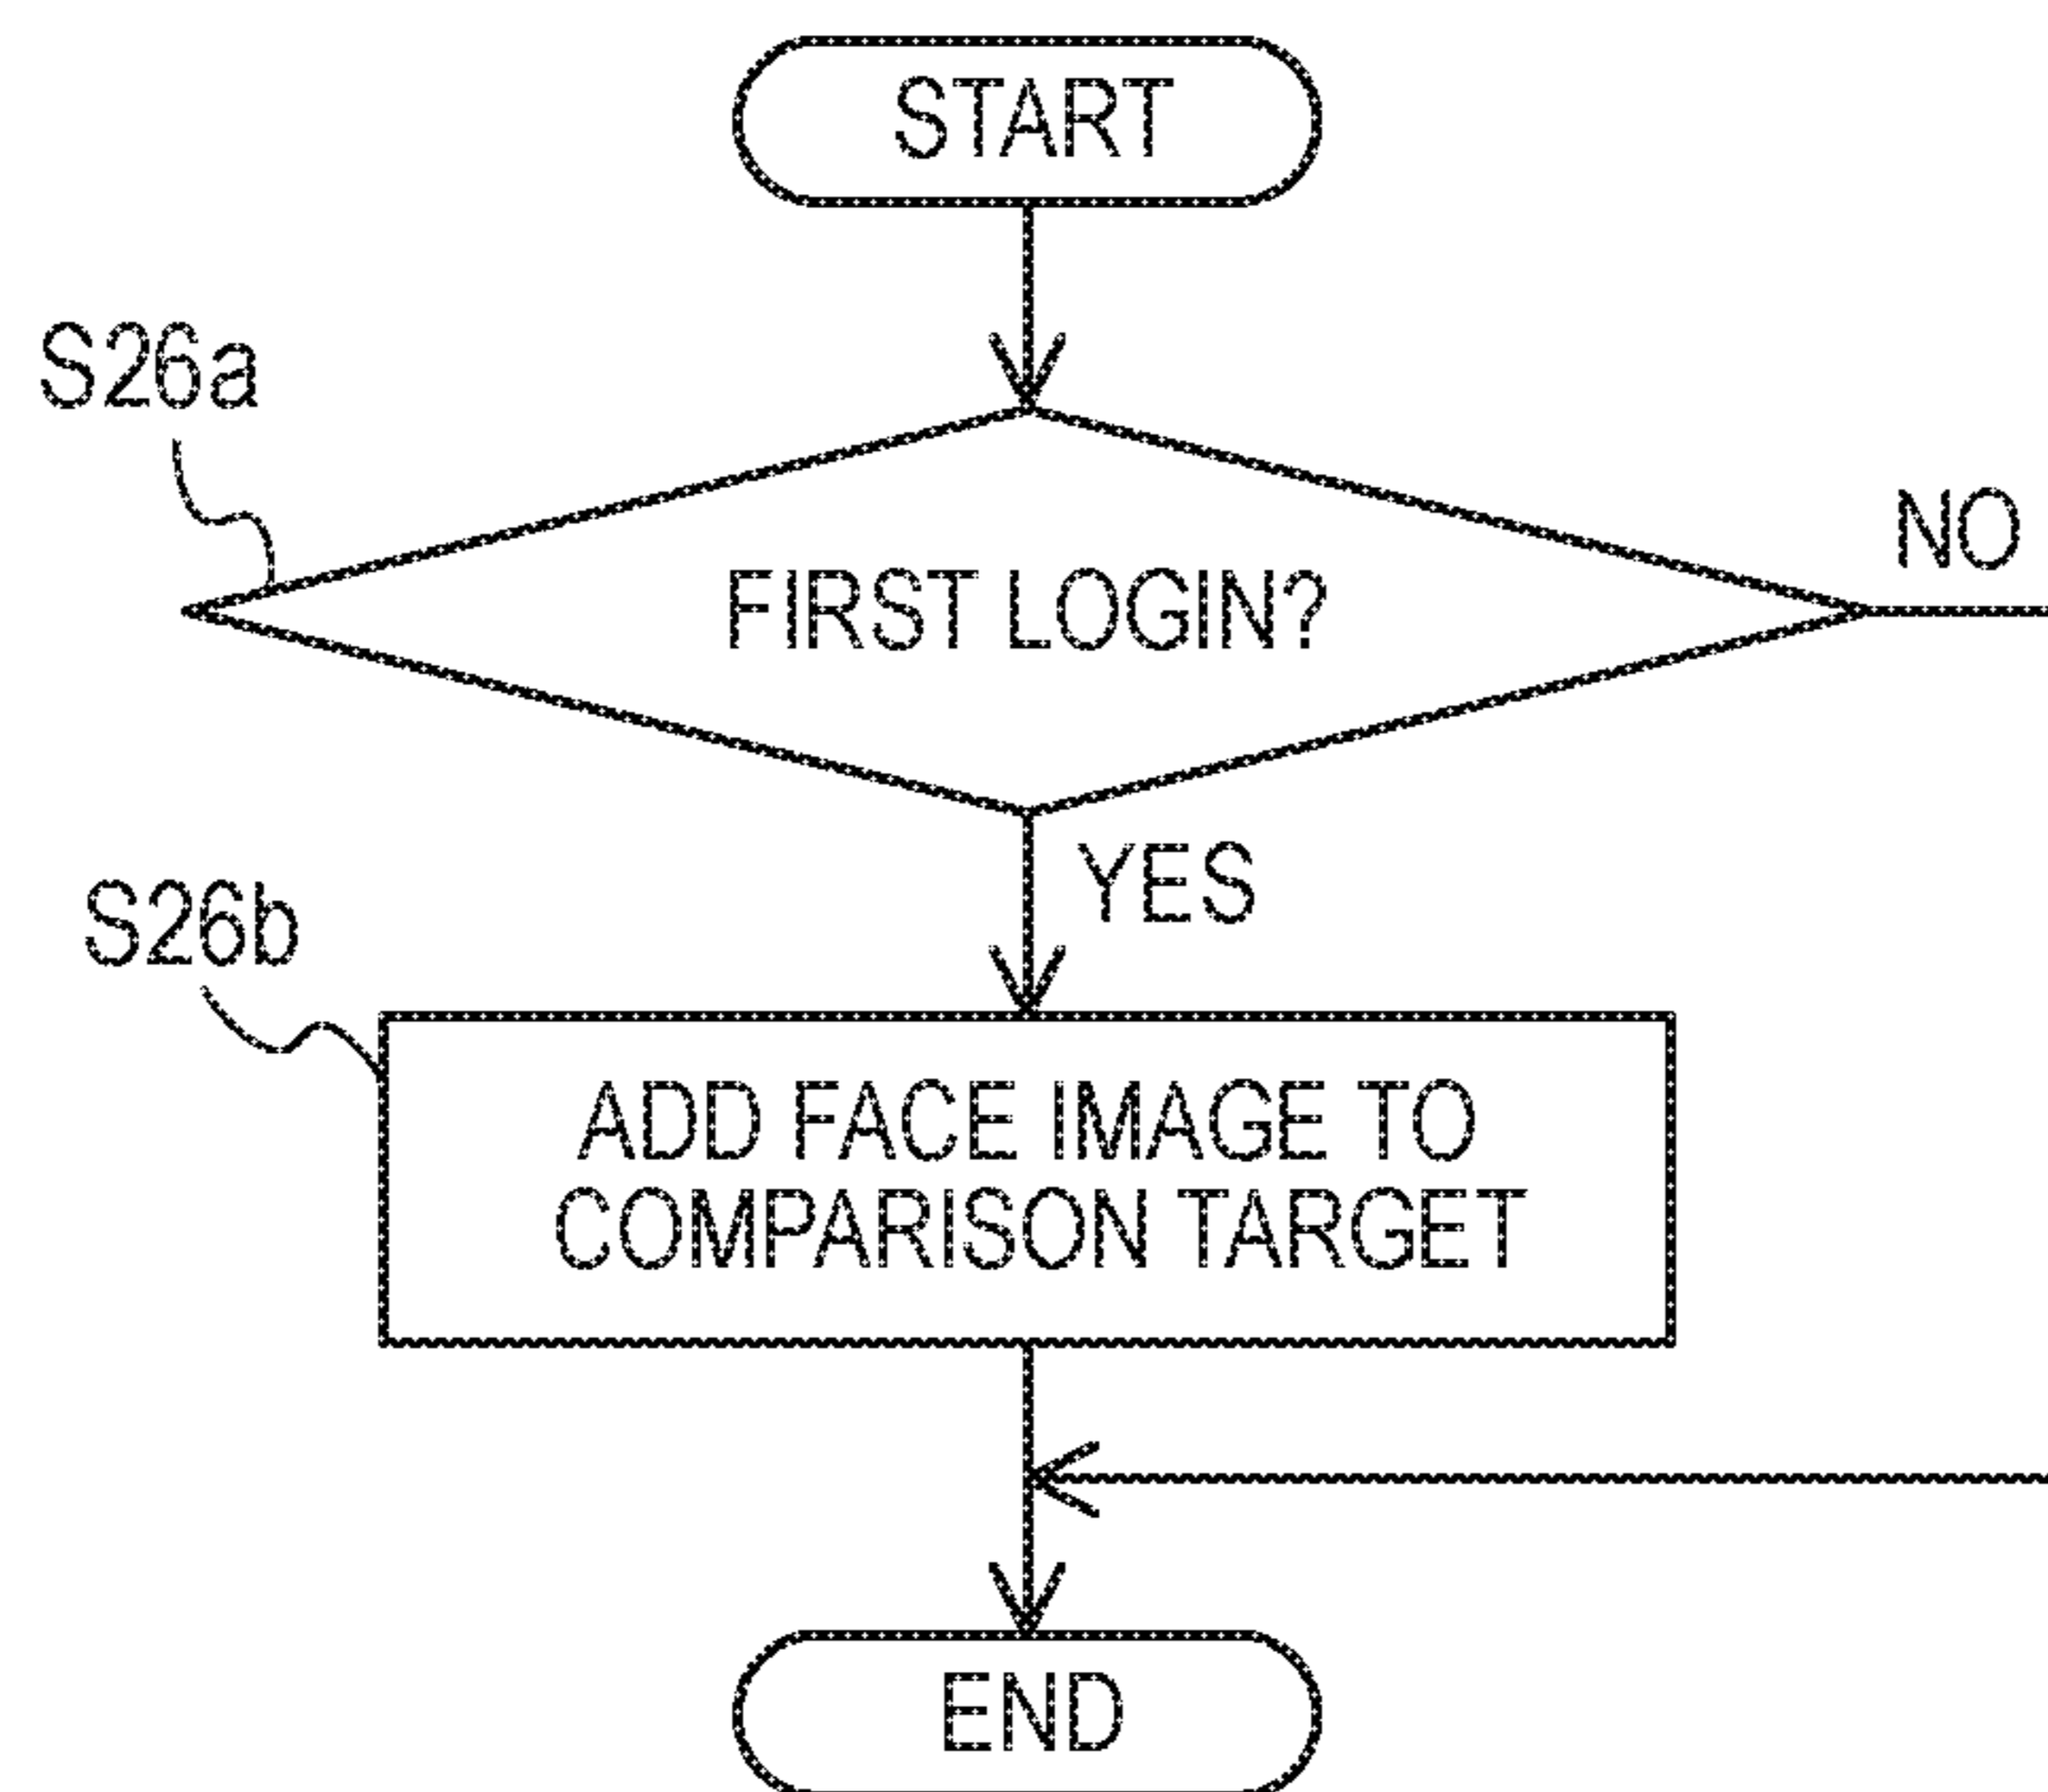 START
S26a
NO
FIRST LOGIN?
YES
S26b
ADD FACE IMAGE TO
COMPARISON TARGET
END